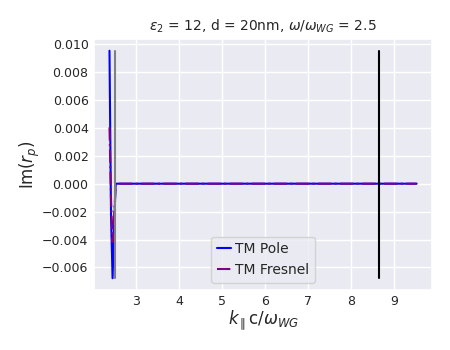 ε₂ = 12, d = 20nm, ω/ω_WG = 2.5
Im(r_p)
0.010
0.008
0.006
0.004
0.002
0.000
−0.002
−0.004
−0.006
TM Pole
TM Fresnel
3 4 5 6 7 8 9
k_∥ c/ω_WG